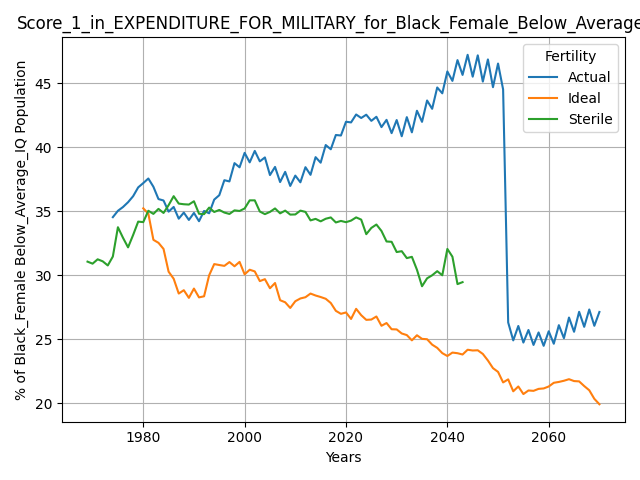 Score_1_in_EXPENDITURE_FOR_MILITARY_for_Black_Female_Below_Average
Fertility
Actual
Ideal
Sterile
% of Black_Female Below_Average_IQ Population
45
40
35
30
25
20
1980
2000
2020
2040
2060
Years